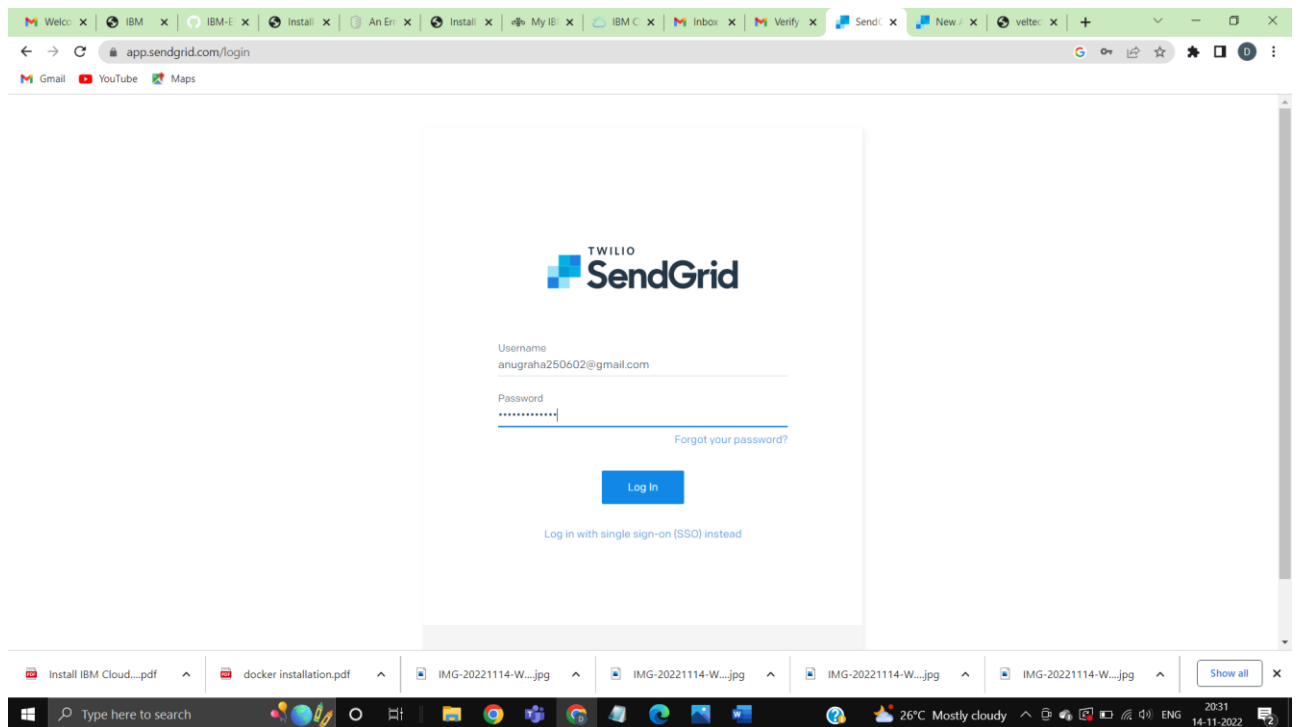 Welco IBM IBM-E Install An Err Install My IB IBM C Inbox Verify Send New veltec
app.sendgrid.com/login
Gmail YouTube Maps
TWILIO
SendGrid
Username
anugraha250602@gmail.com
Password
•••••••••••••
Forgot your password?
Log In
Log in with single sign-on (SSO) instead
Install IBM Cloud....pdf docker installation.pdf IMG-20221114-W....jpg IMG-20221114-W....jpg IMG-20221114-W....jpg IMG-20221114-W....jpg Show all
Type here to search 26°C Mostly cloudy ENG 20:31
14-11-2022 2